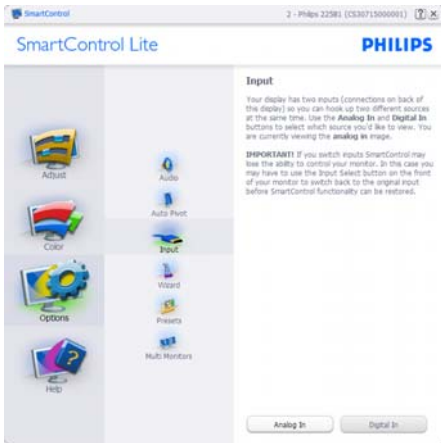 SmartControl
2 - Philips 225B1 (CS30715000001)
SmartControl Lite
PHILIPS
Adjust
Color
Options
Help
Audio
Auto Pivot
Input
Wizard
Presets
Multi Monitors
Input
Your display has two inputs (connections on back of
this display) so you can hook up two different sources
at the same time. Use the Analog In and Digital In
buttons to select which source you'd like to view. You
are currently viewing the analog in image.
IMPORTANT! If you switch inputs SmartControl may
lose the ability to control your monitor. In this case you
may have to use the Input Select button on the front
of your monitor to switch back to the original input
before SmartControl functionality can be restored.
Analog In
Digital In